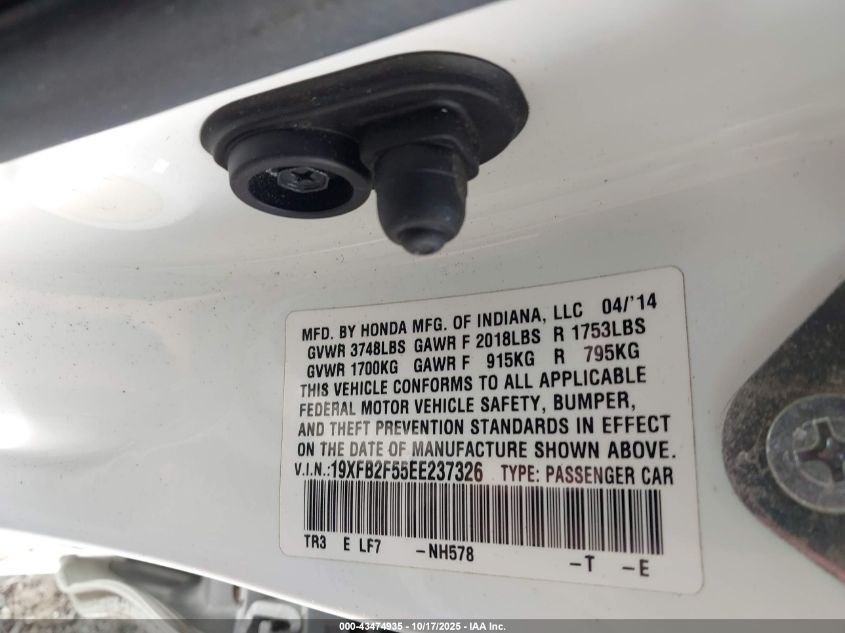 MFD. BY HONDA MFG. OF INDIANA, LLC 04/'14
GVWR 3748LBS GAWR F 2018LBS R 1753LBS
GVWR 1700KG GAWR F 915KG R 795KG
THIS VEHICLE CONFORMS TO ALL APPLICABLE
FEDERAL MOTOR VEHICLE SAFETY, BUMPER,
AND THEFT PREVENTION STANDARDS IN EFFECT
ON THE DATE OF MANUFACTURE SHOWN ABOVE.
V.I.N.:19XFB2F55EE237326 TYPE: PASSENGER CAR
TR3 E LF7 -NH578 -T -E
000-43474935 - 10/17/2025 - IAA Inc.